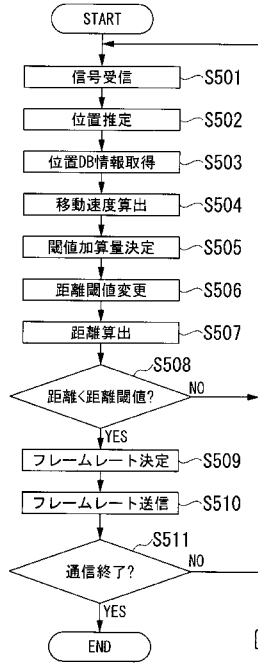 START
信号受信 S501
位置推定 S502
位置DB情報取得 S503
移動速度算出 S504
閾値加算量決定 S505
距離閾値変更 S506
距離算出 S507
S508
距離<距離閾値? NO
YES
フレームレート決定 S509
フレームレート送信 S510
S511
通信終了? NO
YES
END